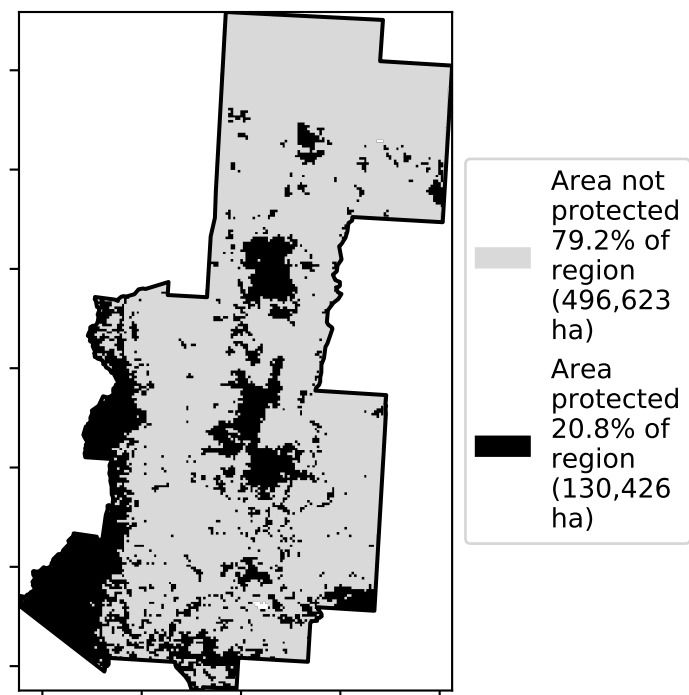 Area not
protected
79.2% of
region
(496,623
ha)
Area
protected
20.8% of
region
(130,426
ha)